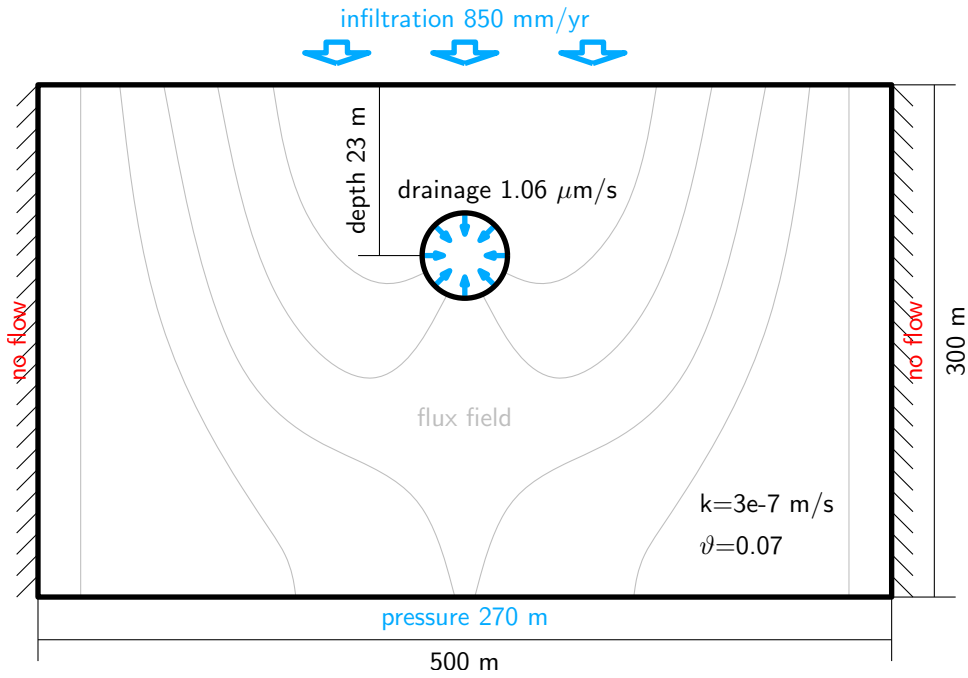 infiltration 850 mm/yr
depth 23 m
drainage 1.06 μm/s
no flow
no flow
300 m
flux field
k=3e-7 m/s
ϑ=0.07
pressure 270 m
500 m